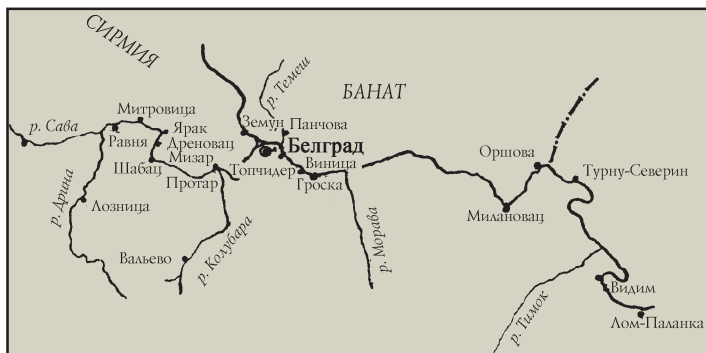 СИРМИЯ
р. Темеш
БАНАТ
Митровица
Земун
Панчова
р. Сава
Ярак
Равня
Дреновац
Белград
Мизар
Шабац
Топчидер
Виница
Протар
Гроска
Оршова
Турну-Северин
р. Дрина
Лозница
Милановац
Вальево
р. Колубара
р. Морава
Видим
р. Тимок
Лом-Паланка